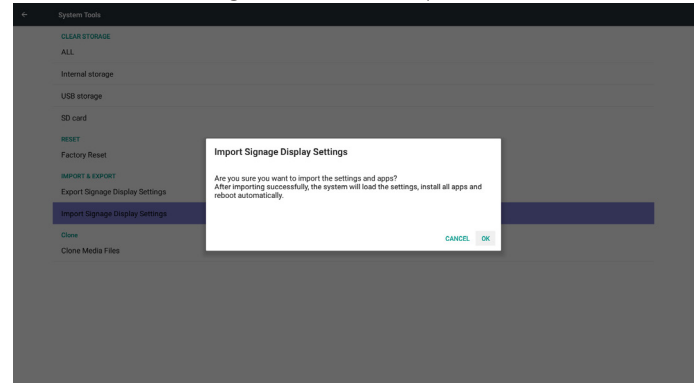 ← System Tools
CLEAR STORAGE
ALL
Internal storage
USB storage
SD card
RESET
Factory Reset
IMPORT & EXPORT
Export Signage Display Settings
Import Signage Display Settings
Clone
Clone Media Files
Import Signage Display Settings
Are you sure you want to import the settings and apps?
After importing successfully, the system will load the settings, install all apps and
reboot automatically.
CANCEL OK